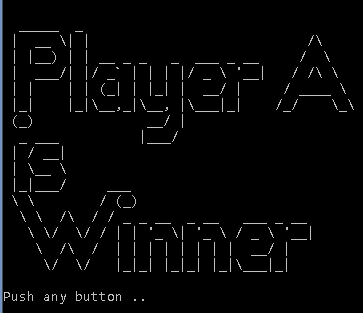 Player A
is
Winner
Push any button ..